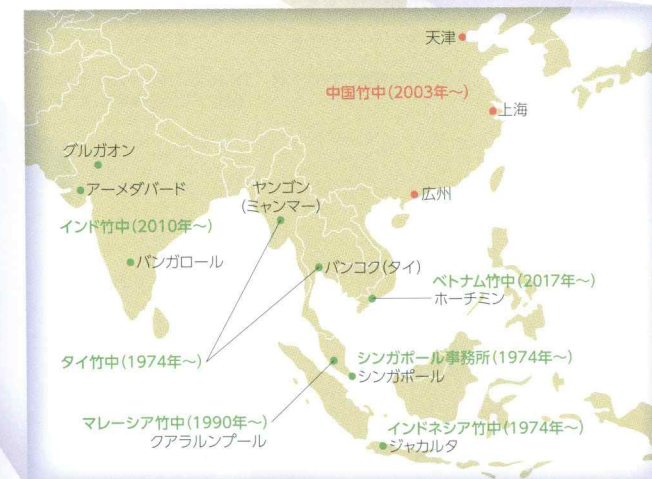 天津
中国竹中(2003年～)
上海
グルガオン
アーメダバード
ヤンゴン
(ミャンマー)
広州
インド竹中(2010年～)
バンガロール
バンコク(タイ)
ベトナム竹中(2017年～)
ホーチミン
タイ竹中(1974年～)
シンガポール事務所(1974年～)
シンガポール
マレーシア竹中(1990年～)
クアラルンプール
インドネシア竹中(1974年～)
ジャカルタ